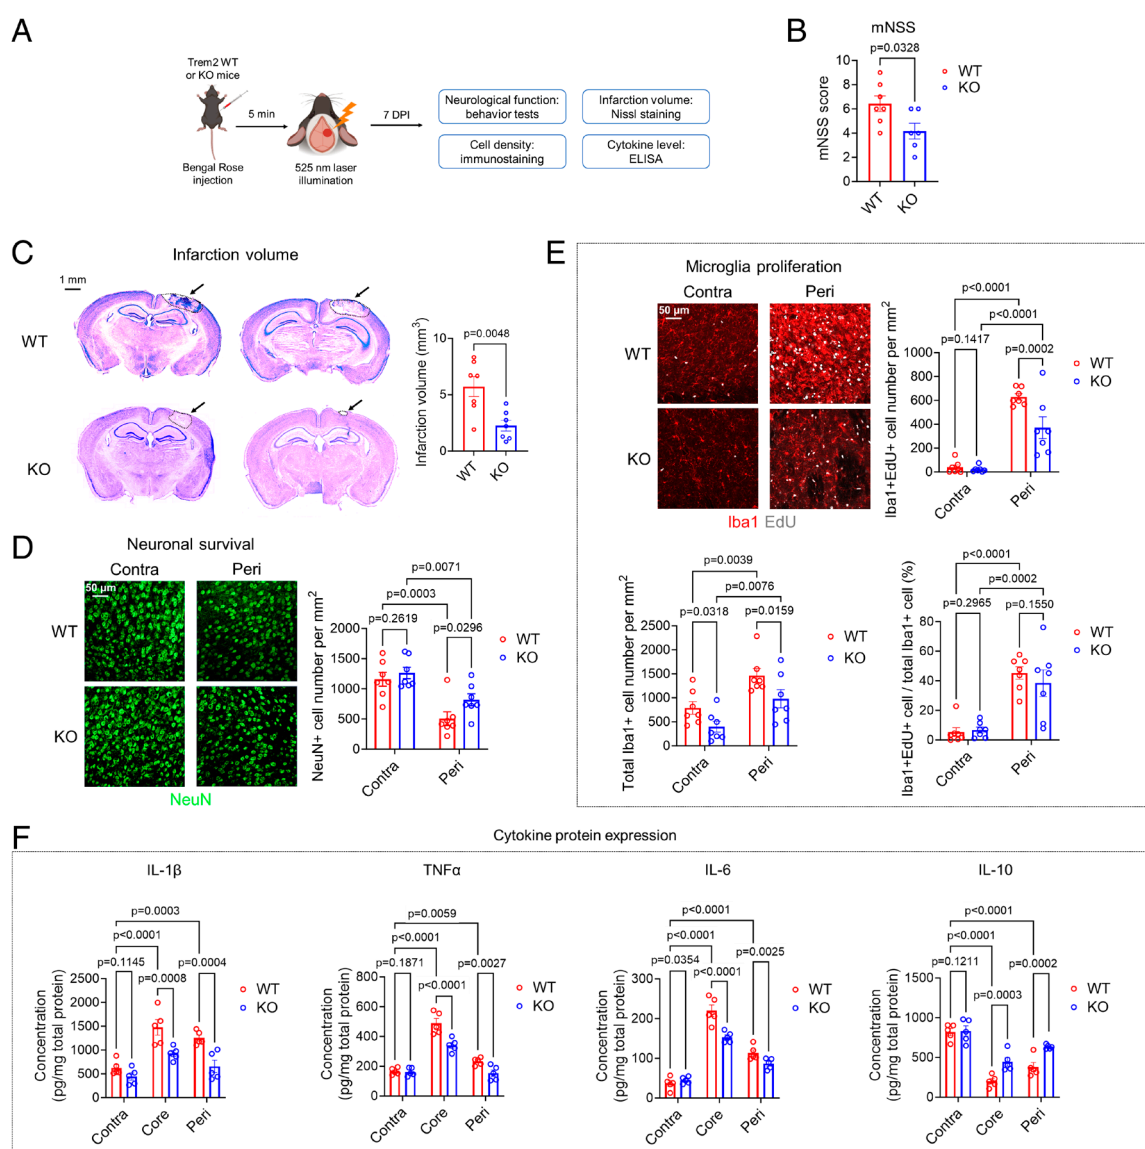 A
Trem2 WT
or KO mice
5 min
7 DPI
Bengal Rose
injection
525 nm laser
illumination
Neurological function:
behavior tests
Infarction volume:
Nissl staining
Cell density:
immunostaining
Cytokine level:
ELISA
B
mNSS
p=0.0328
mNSS score
10
8
6
4
2
0
WT
KO
WT
KO
C
Infarction volume
1 mm
WT
KO
Infarction volume (mm3)
p=0.0048
10
5
0
WT
KO
WT
KO
D
Neuronal survival
Contra
Peri
50 µm
WT
KO
NeuN
NeuN+ cell number per mm2
p=0.0071
p=0.0003
p=0.2619
p=0.0296
2000
1500
1000
500
0
Contra
Peri
WT
KO
E
Microglia proliferation
Contra
Peri
50 µm
WT
KO
Iba1 EdU
Iba1+EdU+ cell number per mm2
p<0.0001
p<0.0001
p=0.1417
p=0.0002
1000
800
600
400
200
0
Contra
Peri
WT
KO
Total Iba1+ cell number per mm2
p=0.0039
p=0.0076
p=0.0318
p=0.0159
2500
2000
1500
1000
500
0
Contra
Peri
WT
KO
Iba1+EdU+ cell / total Iba1+ cell (%)
p<0.0001
p=0.0002
p=0.2965
p=0.1550
80
60
40
20
0
Contra
Peri
WT
KO
F
Cytokine protein expression
IL-1β
p=0.0003
p<0.0001
p=0.1145
p=0.0004
p=0.0008
Concentration
(pg/mg total protein)
2500
2000
1500
1000
500
0
Contra
Core
Peri
WT
KO
TNFα
p=0.0059
p<0.0001
p=0.1871
p=0.0027
p<0.0001
Concentration
(pg/mg total protein)
800
600
400
200
0
Contra
Core
Peri
WT
KO
IL-6
p<0.0001
p<0.0001
p=0.0354
p=0.0025
p<0.0001
Concentration
(pg/mg total protein)
300
200
100
0
Contra
Core
Peri
WT
KO
IL-10
p<0.0001
p<0.0001
p=0.1211
p=0.0002
p=0.0003
Concentration
(pg/mg total protein)
1500
1000
500
0
Contra
Core
Peri
WT
KO